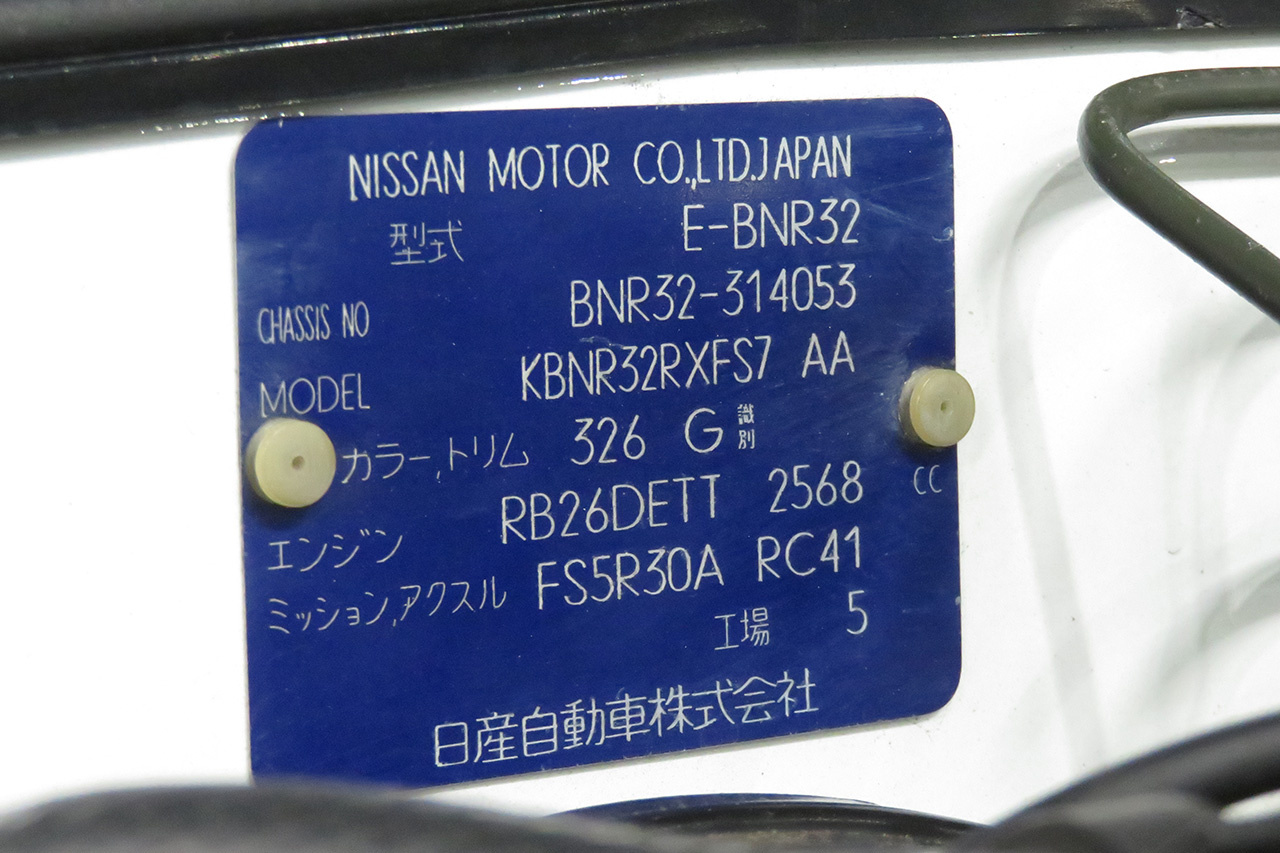 NISSAN MOTOR CO.,LTD.JAPAN
型式 E-BNR32
CHASSIS NO BNR32-314053
MODEL KBNR32RXFS7 AA
カラー,トリム 326 G 識別
エンジン RB26DETT 2568 CC
ミッション,アクスル FS5R30A RC41
工場 5
日産自動車株式会社